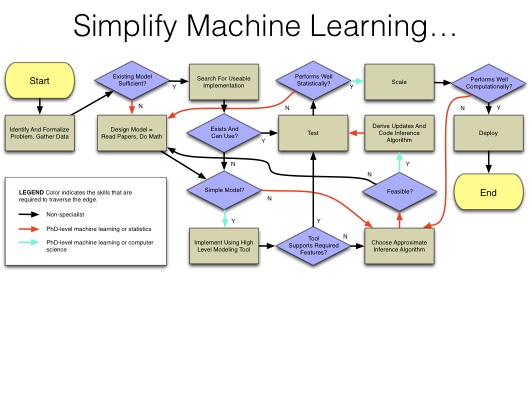 Simplify Machine Learning…
Start
Existing Model
Sufficient?
Y
N
Search For Useable
Implementation
Performs Well
Statistically?
Y
N
Scale
Performs Well
Computationally?
N
Y
Identify And Formalize
Problem, Gather Data
Design Model =
Read Papers, Do Math
Exists And
Can Use?
Y
N
Test
Derive Updates And
Code Inference
Algorithm
Deploy
LEGEND Color indicates the skills that are
required to traverse the edge.
Non-specialist
PhD-level machine learning or statistics
PhD-level machine learning or computer
science
Simple Model?
N
Y
Feasible?
N
Y
End
Implement Using High
Level Modeling Tool
Tool
Supports Required
Features?
Y
N
Choose Approximate
Inference Algorithm